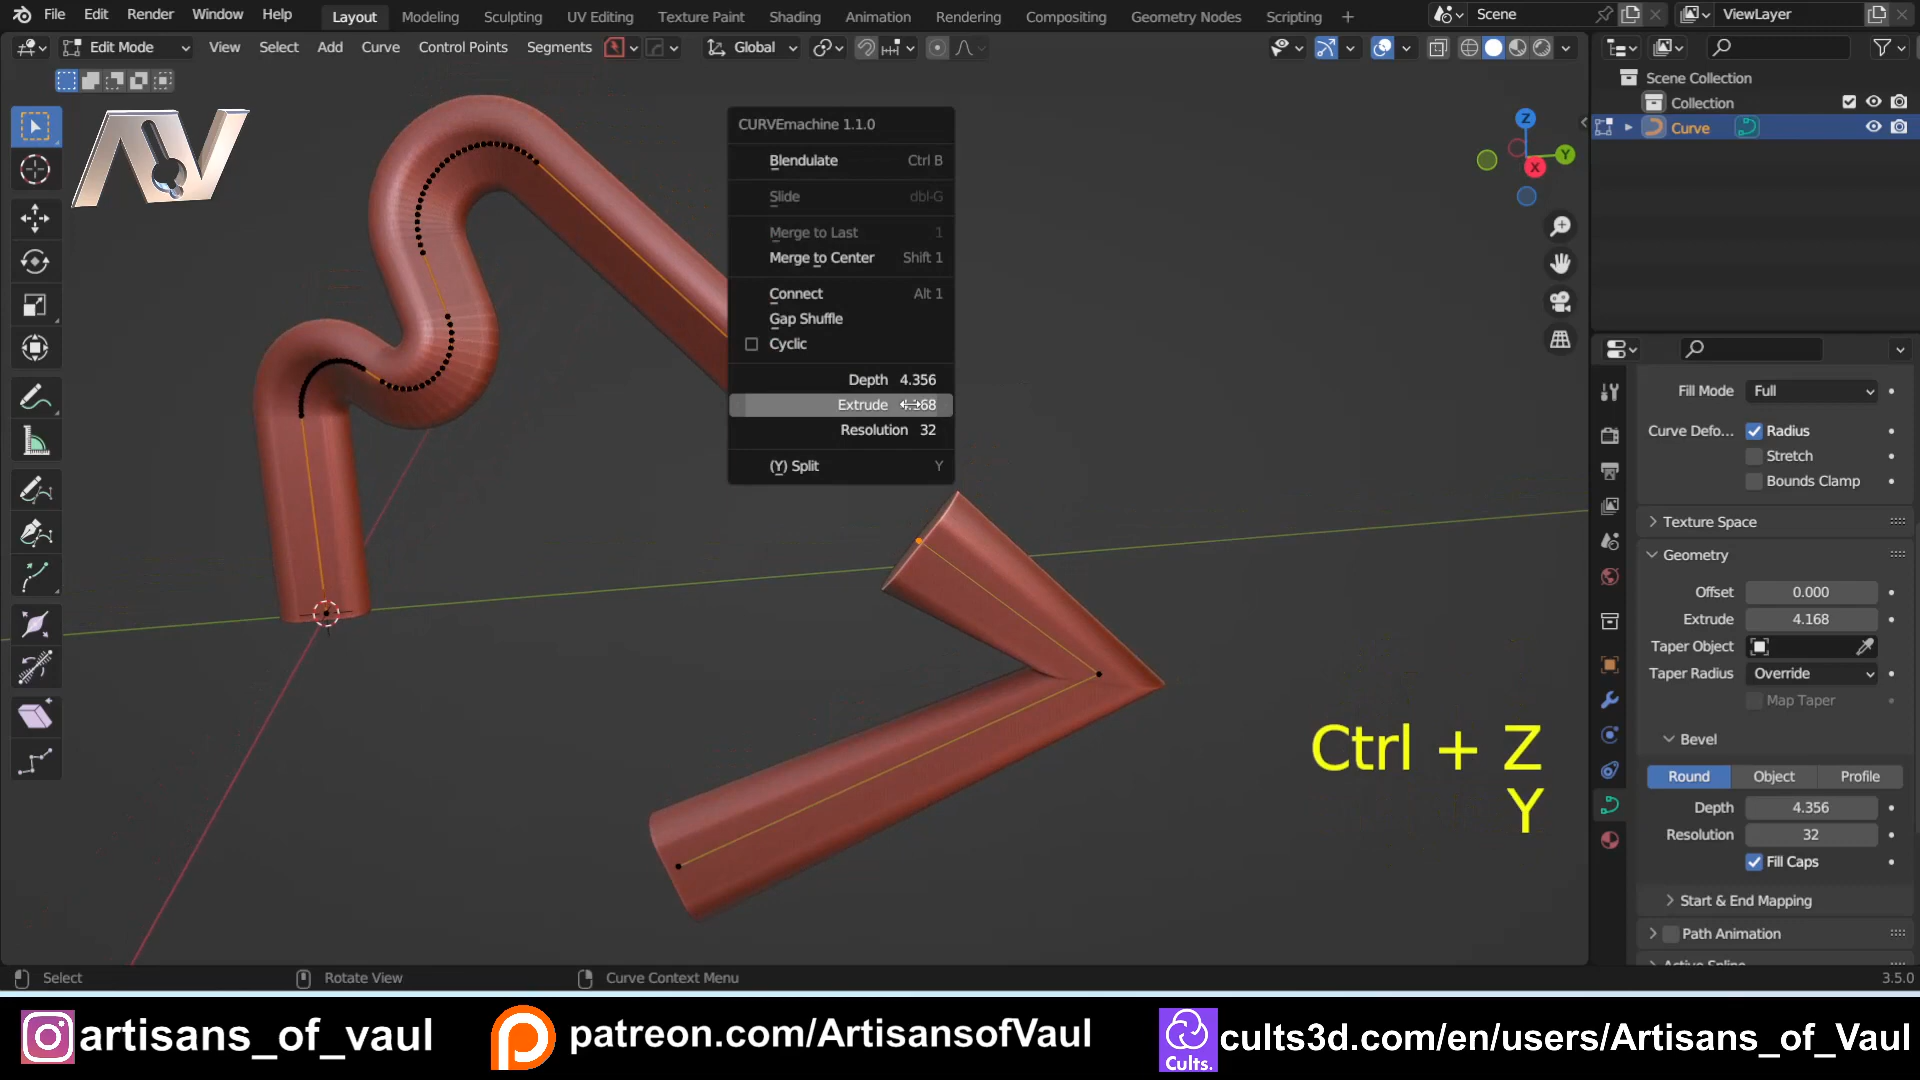 File Edit Render Window Help Layout Modeling Sculpting UV Editing Texture Paint Shading Animation Rendering Compositing Geometry Nodes Scripting + Scene ViewLayer
Edit Mode View Select Add Curve Control Points Segments Global
Scene Collection
Collection
Curve
Z
Y
X
CURVEmachine 1.1.0
Blendulate Ctrl B
Slide dbl-G
Merge to Last 1
Merge to Center Shift 1
Connect Alt 1
Gap Shuffle
Cyclic
Depth 4.356
Extrude
Resolution 32
(Y) Split Y
Fill Mode Full
Curve Defo... Radius
Stretch
Bounds Clamp
Texture Space
Geometry
Offset 0.000
Extrude 4.168
Taper Object
Taper Radius Override
Map Taper
Bevel
Round Object Profile
Depth 4.356
Resolution 32
Fill Caps
Start & End Mapping
Path Animation
Ctrl + Z
Y
Select Rotate View Curve Context Menu 3.5.0
artisans_of_vaul patreon.com/ArtisansofVaul Cults. cults3d.com/en/users/Artisans_of_Vaul